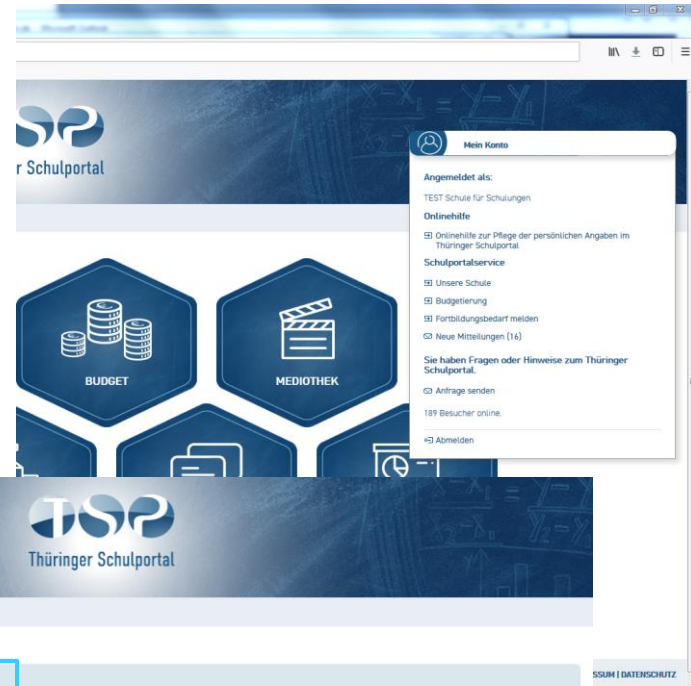 TSP
r Schulportal
Mein Konto
Angemeldet als:
TEST Schule für Schulungen
Onlinehilfe
Onlinehilfe zur Pflege der persönlichen Angaben im
Thüringer Schulportal
Schulportalservice
Unsere Schule
Budgetierung
Fortbildungsbedarf melden
Neue Mitteilungen (16)
Sie haben Fragen oder Hinweise zum Thüringer
Schulportal.
Anfrage senden
189 Besucher online.
Abmelden
BUDGET
MEDIOTHEK
TSP
Thüringer Schulportal
SSUM | DATENSCHUTZ